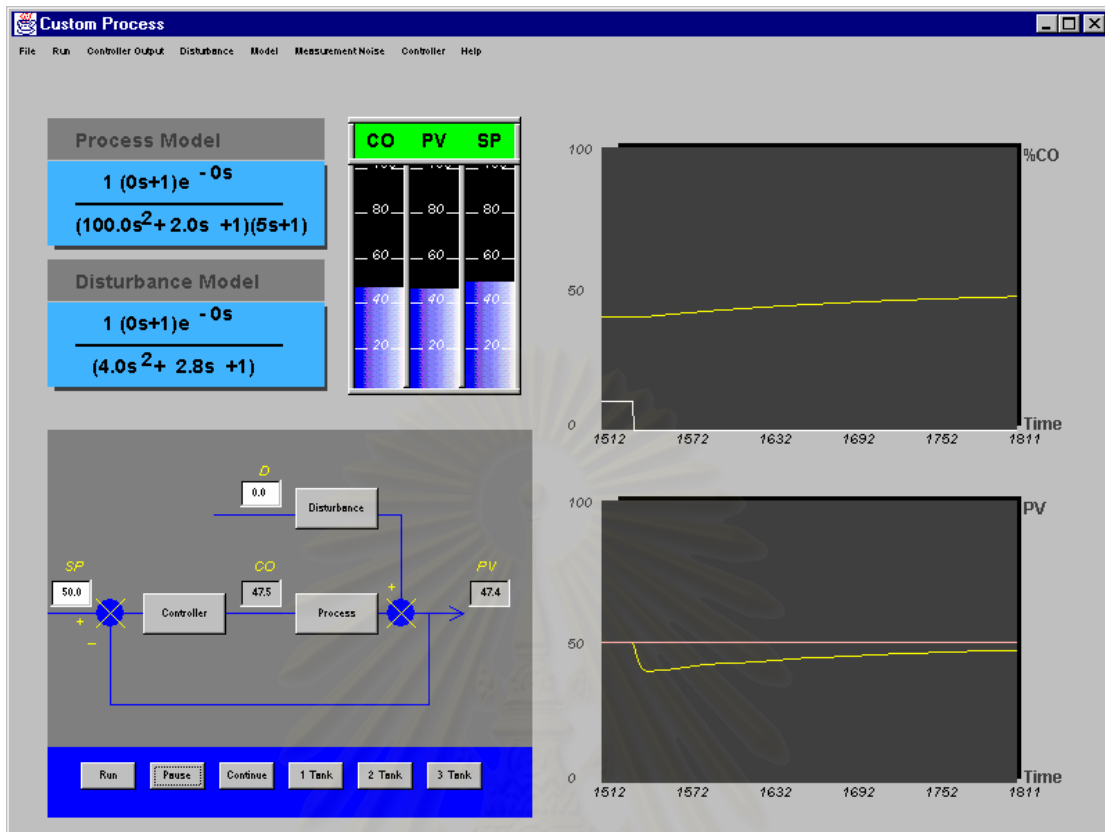 Custom Process
File Run Controller Output Disturbance Model Measurement Noise Controller Help
Process Model
1 (0s+1)e -0s
(100.0s2+ 2.0s +1)(5s+1)
Disturbance Model
1 (0s+1)e -0s
(4.0s2+ 2.8s +1)
CO PV SP
80 80 80
60 60 60
40 40 40
20 20 20
100
%CO
50
0
Time
1512 1572 1632 1692 1752 1811
D
0.0
Disturbance
SP
50.0
CO
47.5
PV
47.4
+
Controller
Process
+
–
Run Pause Continue 1 Tank 2 Tank 3 Tank
100
PV
50
0
Time
1512 1572 1632 1692 1752 1811